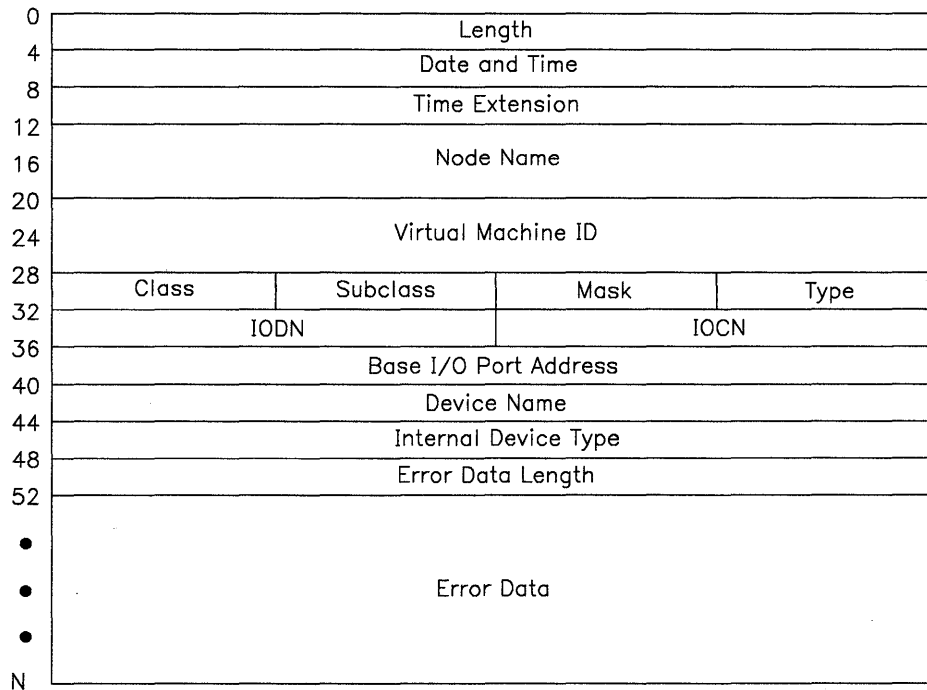 0
Length
4
Date and Time
8
Time Extension
12
Node Name
16
20
Virtual Machine ID
24
28
Class Subclass Mask Type
32
IODN IOCN
36
Base I/O Port Address
40
Device Name
44
Internal Device Type
48
Error Data Length
52
Error Data
N